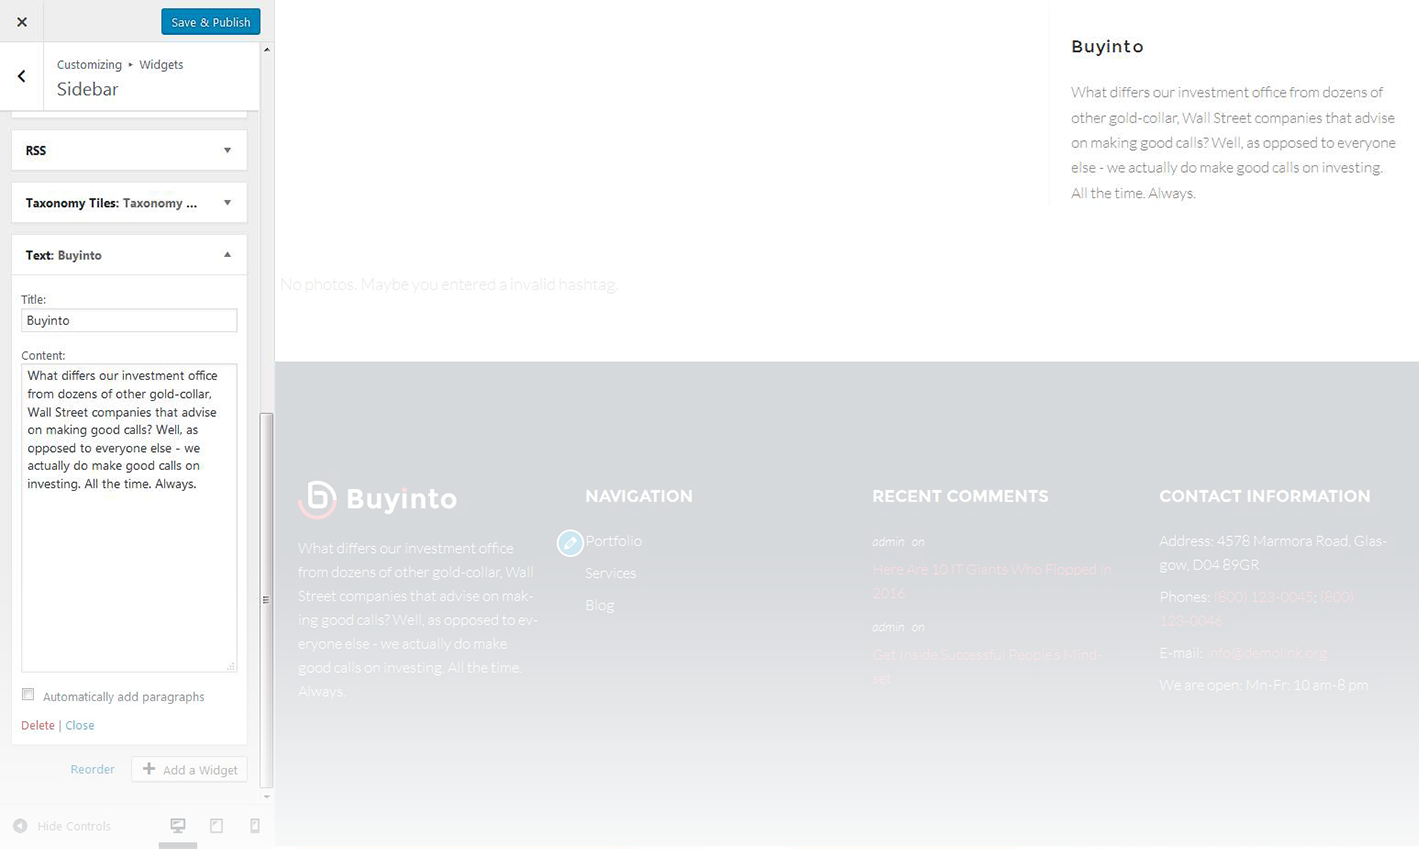 Save & Publish
Customizing ▸ Widgets
Sidebar
RSS
Taxonomy Tiles: Taxonomy ...
Text: Buyinto
Title:
Buyinto
Content:
What differs our investment office
from dozens of other gold-collar,
Wall Street companies that advise
on making good calls? Well, as
opposed to everyone else - we
actually do make good calls on
investing. All the time. Always.
Automatically add paragraphs
Delete | Close
Reorder
Add a Widget
Hide Controls
Buyinto
What differs our investment office from dozens of
other gold-collar, Wall Street companies that advise
on making good calls? Well, as opposed to everyone
else - we actually do make good calls on investing.
All the time. Always.
No photos. Maybe you entered a invalid hashtag.
Buyinto
What differs our investment office
from dozens of other gold-collar, Wall
Street companies that advise on mak-
ing good calls? Well, as opposed to ev-
eryone else - we actually do make
good calls on investing. All the time.
Always.
NAVIGATION
Portfolio
Services
Blog
RECENT COMMENTS
admin on
Here Are 10 IT Giants Who Flopped in
2016
admin on
Get Inside Successful People's Mind-
set
CONTACT INFORMATION
Address: 4578 Marmora Road, Glas-
gow, D04 89GR
Phones: (800) 123-0045; (800)
123-0046
E-mail: info@demolink.org
We are open: Mn-Fr: 10 am-8 pm